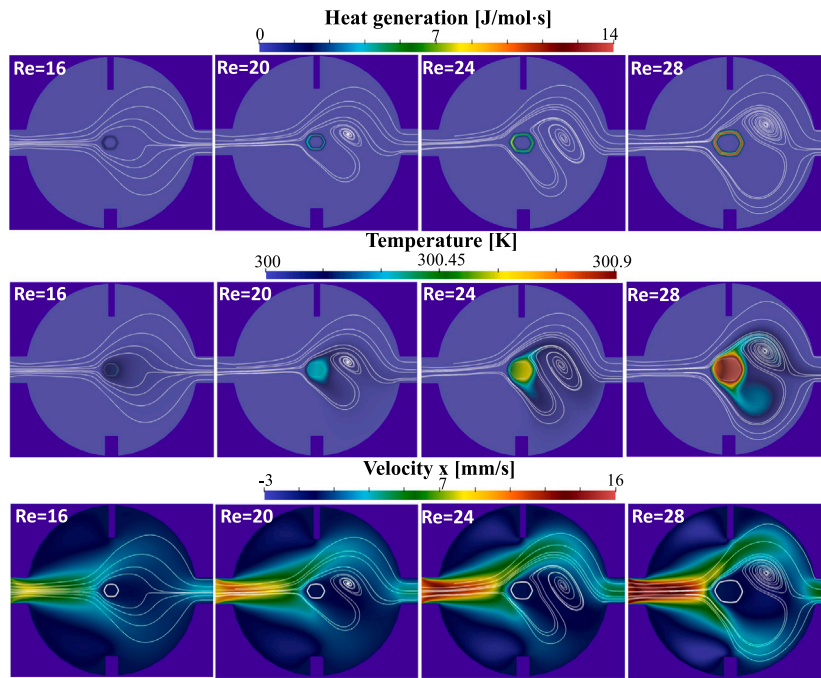 Heat generation [J/mol·s]
0 7 14
Re=16 Re=20 Re=24 Re=28
Temperature [K]
300 300.45 300.9
Re=16 Re=20 Re=24 Re=28
Velocity x [mm/s]
-3 7 16
Re=16 Re=20 Re=24 Re=28